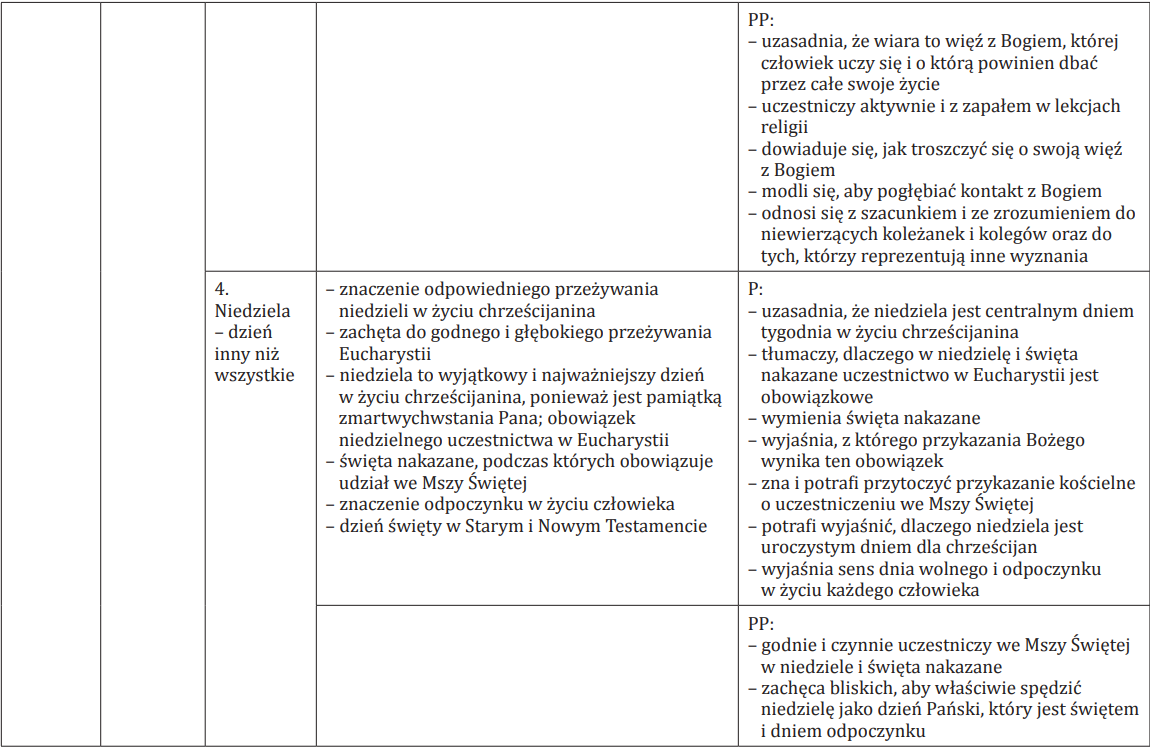 PP:
– uzasadnia, że wiara to więź z Bogiem, której
człowiek uczy się i o którą powinien dbać
przez całe swoje życie
– uczestniczy aktywnie i z zapałem w lekcjach
religii
– dowiaduje się, jak troszczyć się o swoją więź
z Bogiem
– modli się, aby pogłębiać kontakt z Bogiem
– odnosi się z szacunkiem i ze zrozumieniem do
niewierzących koleżanek i kolegów oraz do
tych, którzy reprezentują inne wyznania
4.
Niedziela
– dzień
inny niż
wszystkie
– znaczenie odpowiedniego przeżywania
niedzieli w życiu chrześcijanina
– zachęta do godnego i głębokiego przeżywania
Eucharystii
– niedziela to wyjątkowy i najważniejszy dzień
w życiu chrześcijanina, ponieważ jest pamiątką
zmartwychwstania Pana; obowiązek
niedzielnego uczestnictwa w Eucharystii
– święta nakazane, podczas których obowiązuje
udział we Mszy Świętej
– znaczenie odpoczynku w życiu człowieka
– dzień święty w Starym i Nowym Testamencie
P:
– uzasadnia, że niedziela jest centralnym dniem
tygodnia w życiu chrześcijanina
– tłumaczy, dlaczego w niedzielę i święta
nakazane uczestnictwo w Eucharystii jest
obowiązkowe
– wymienia święta nakazane
– wyjaśnia, z którego przykazania Bożego
wynika ten obowiązek
– zna i potrafi przytoczyć przykazanie kościelne
o uczestniczeniu we Mszy Świętej
– potrafi wyjaśnić, dlaczego niedziela jest
uroczystym dniem dla chrześcijan
– wyjaśnia sens dnia wolnego i odpoczynku
w życiu każdego człowieka
PP:
– godnie i czynnie uczestniczy we Mszy Świętej
w niedziele i święta nakazane
– zachęca bliskich, aby właściwie spędzić
niedzielę jako dzień Pański, który jest świętem
i dniem odpoczynku